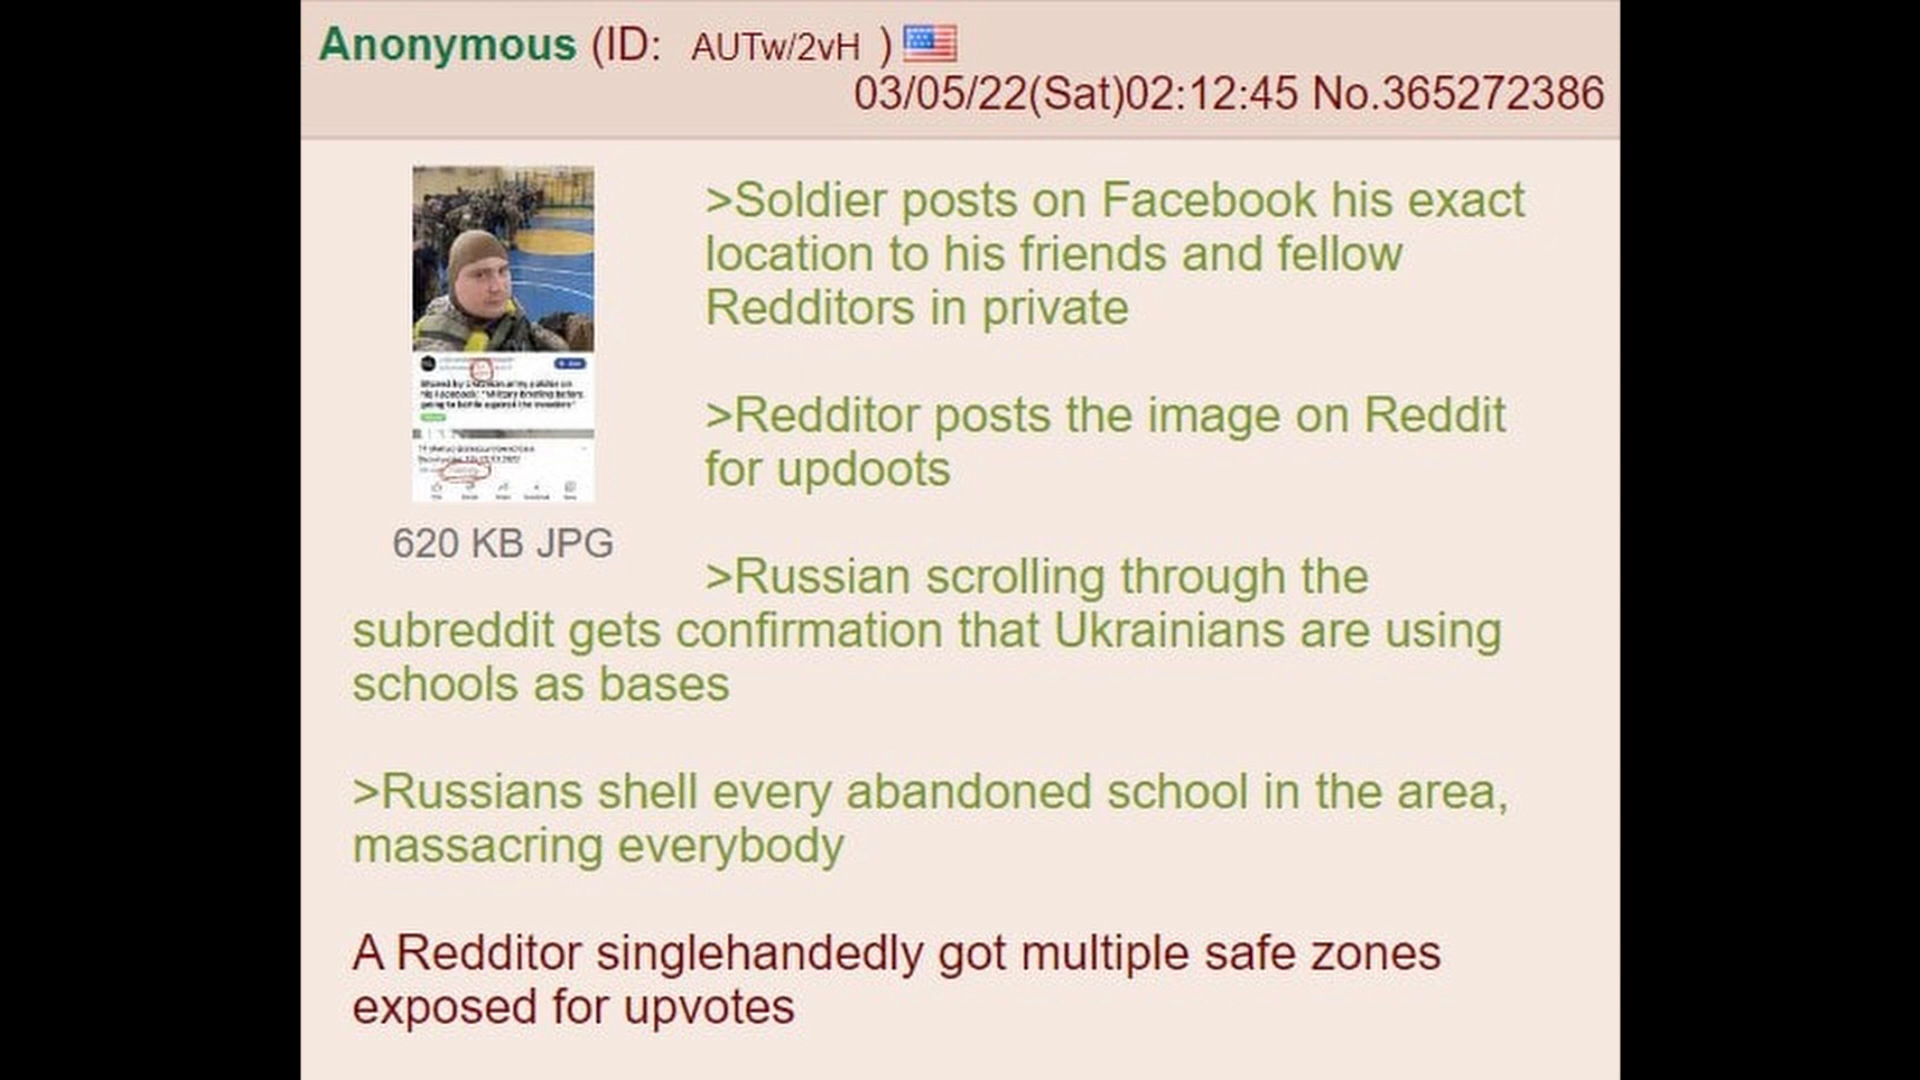 Anonymous (ID: AUTw/2vH )
03/05/22(Sat)02:12:45 No.365272386
>Soldier posts on Facebook his exact
location to his friends and fellow
Redditors in private
>Redditor posts the image on Reddit
for updoots
620 KB JPG
>Russian scrolling through the
subreddit gets confirmation that Ukrainians are using
schools as bases
>Russians shell every abandoned school in the area,
massacring everybody
A Redditor singlehandedly got multiple safe zones
exposed for upvotes